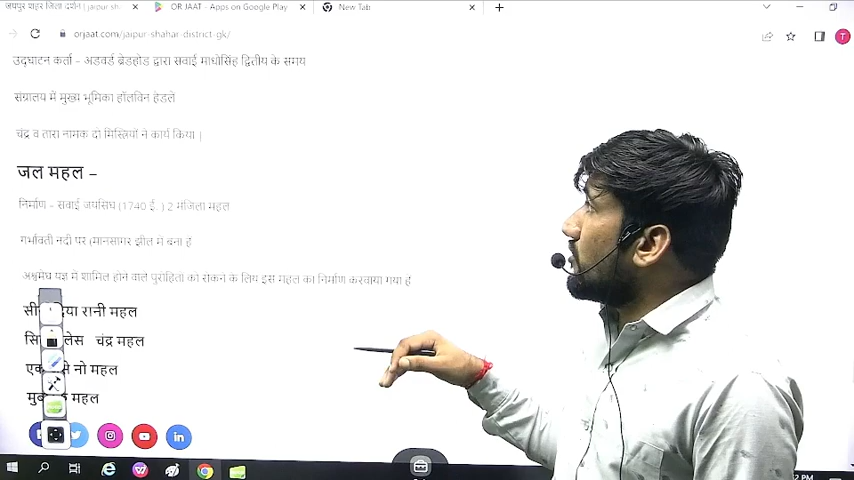 जयपुर शहर जिला दर्शन | jaipur sh
OR JAAT - Apps on Google Play
New Tab
orjaat.com/jaipur-shahar-district-gk/
उद्घाटन कर्ता – अडवर्ड ब्रेडहोड द्वारा सवाई माधोसिंह द्वितीय के समय
संग्रालय में मुख्य भूमिका हॉलविन हेडले
चंद्र व तारा नामक दो मिस्त्रियों ने कार्य किया |
जल महल –
निर्माण – सवाई जयसिंघ (1740 ई. ) 2 मंजिला महल
गर्भावती नदी पर (मानसागर झील में बना है
अश्वमेघ यज्ञ में शामिल होने वाले पुरोहितो को रोकने के लिय इस महल का निर्माण करवाया गया है
रानी महल
चंद्र महल
नो महल
महल